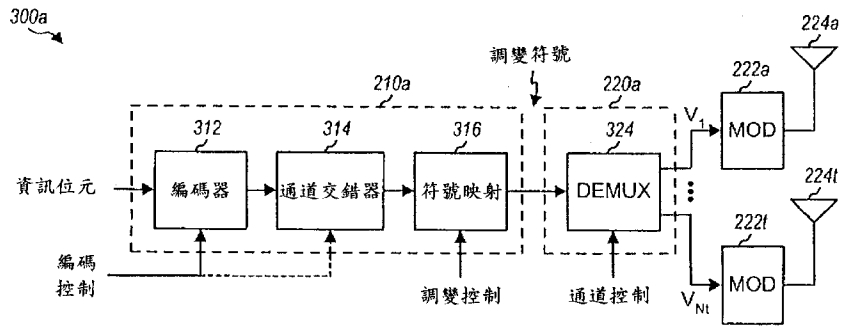 300a
調變符號
224a
210a
220a
222a
312
314
316
324
V1
MOD
資訊位元
編碼器
通道交錯器
符號映射
DEMUX
224t
222t
編碼
控制
調變控制
通道控制
VNt
MOD